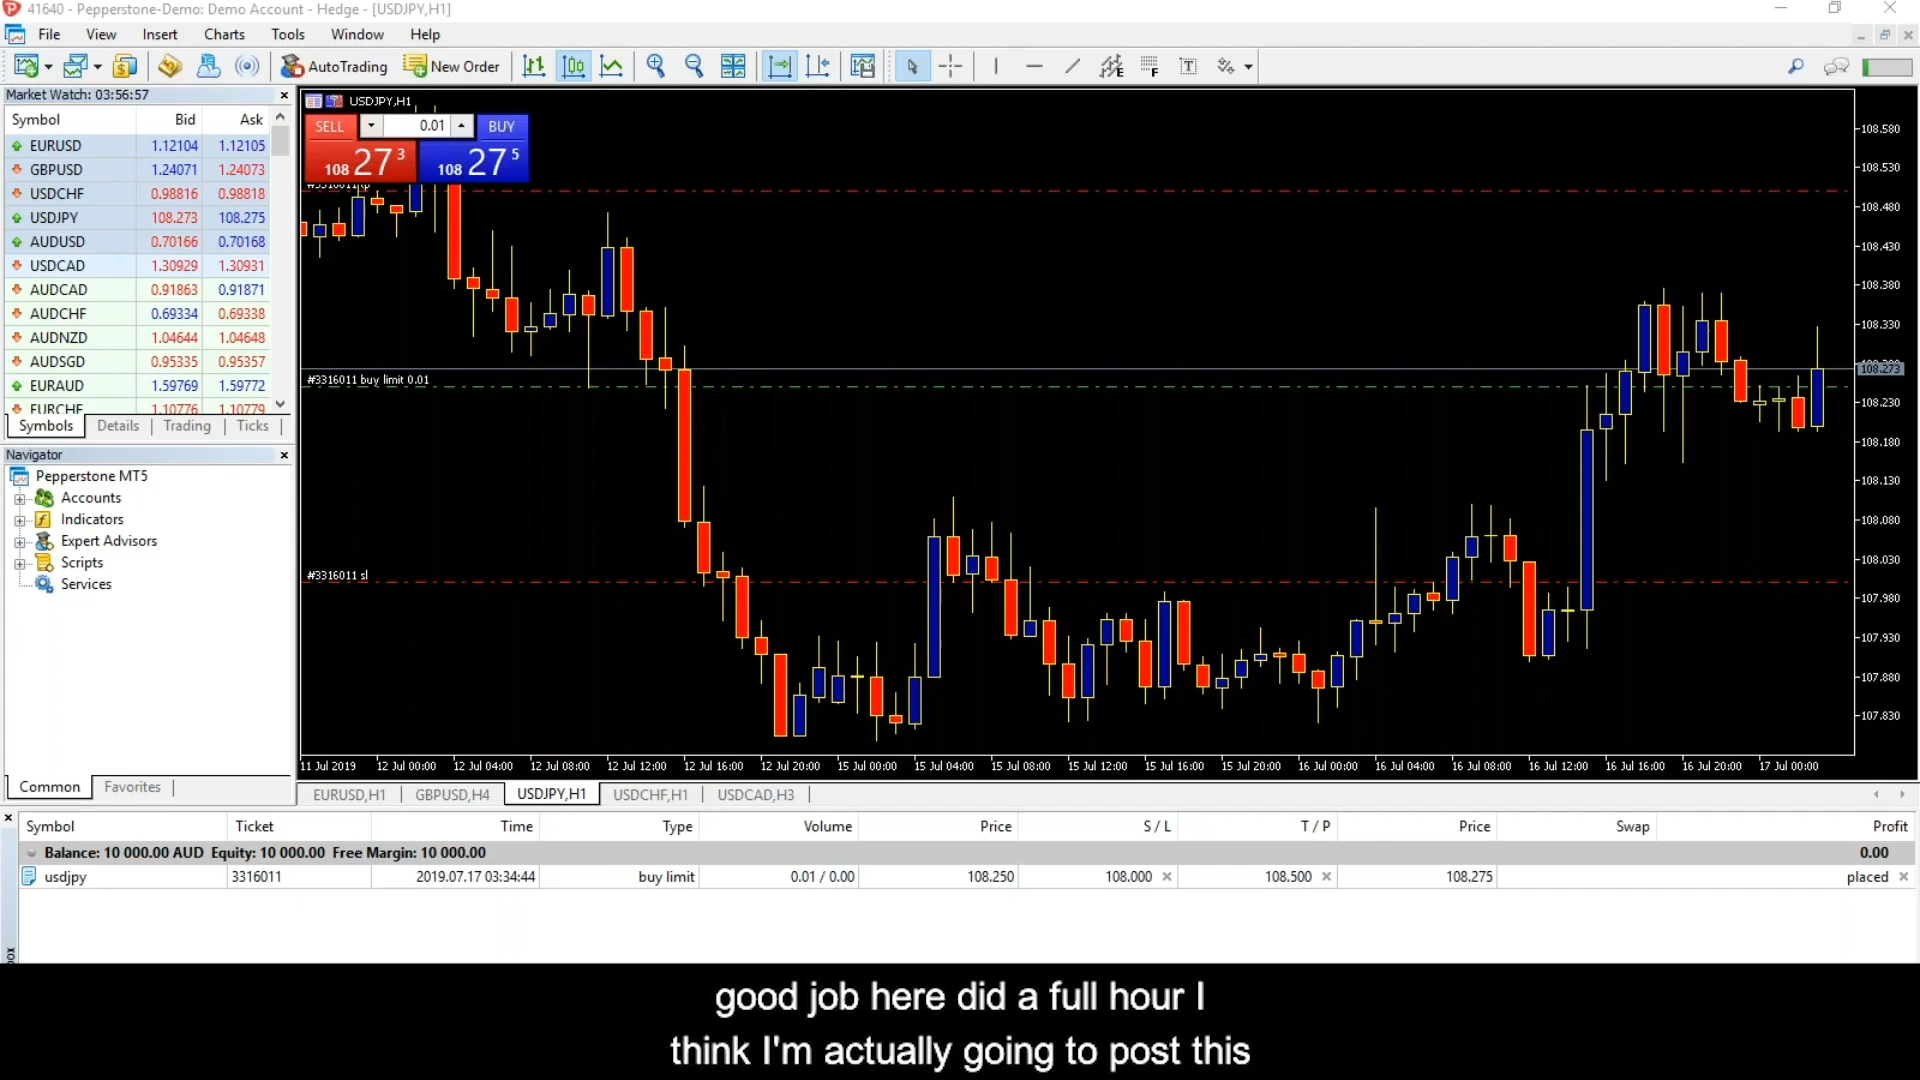 41640 - Pepperstone-Demo: Demo Account - Hedge - [USDJPY,H1]
File View Insert Charts Tools Window Help
AutoTrading New Order
Market Watch: 03:56:57
Symbol Bid Ask
EURUSD 1.12104 1.12105
GBPUSD 1.24071 1.24073
USDCHF 0.98816 0.98818
USDJPY 108.273 108.275
AUDUSD 0.70166 0.70168
USDCAD 1.30929 1.30931
AUDCAD 0.91863 0.91871
AUDCHF 0.69334 0.69338
AUDNZD 1.04644 1.04648
AUDSGD 0.95335 0.95357
EURAUD 1.59769 1.59772
EURCHF 1.10776 1.10779
Symbols Details Trading Ticks
Navigator
Pepperstone MT5
Accounts
Indicators
Expert Advisors
Scripts
Services
Common Favorites
USDJPY,H1
SELL 0.01 BUY
108 27 3 108 27 5
#3316011 tp
#3316011 buy limit 0.01
#3316011 sl
108.580
108.530
108.480
108.430
108.380
108.330
108.273
108.230
108.180
108.130
108.080
108.030
107.980
107.930
107.880
107.830
11 Jul 2019 12 Jul 00:00 12 Jul 04:00 12 Jul 08:00 12 Jul 12:00 12 Jul 16:00 12 Jul 20:00 15 Jul 00:00 15 Jul 04:00 15 Jul 08:00 15 Jul 12:00 15 Jul 16:00 15 Jul 20:00 16 Jul 00:00 16 Jul 04:00 16 Jul 08:00 16 Jul 12:00 16 Jul 16:00 16 Jul 20:00 17 Jul 00:00
EURUSD,H1 GBPUSD,H4 USDJPY,H1 USDCHF,H1 USDCAD,H3
Symbol Ticket Time Type Volume Price S / L T / P Price Swap Profit
Balance: 10 000.00 AUD Equity: 10 000.00 Free Margin: 10 000.00 0.00
usdjpy 3316011 2019.07.17 03:34:44 buy limit 0.01 / 0.00 108.250 108.000 108.500 108.275 placed
good job here did a full hour I
think I'm actually going to post this